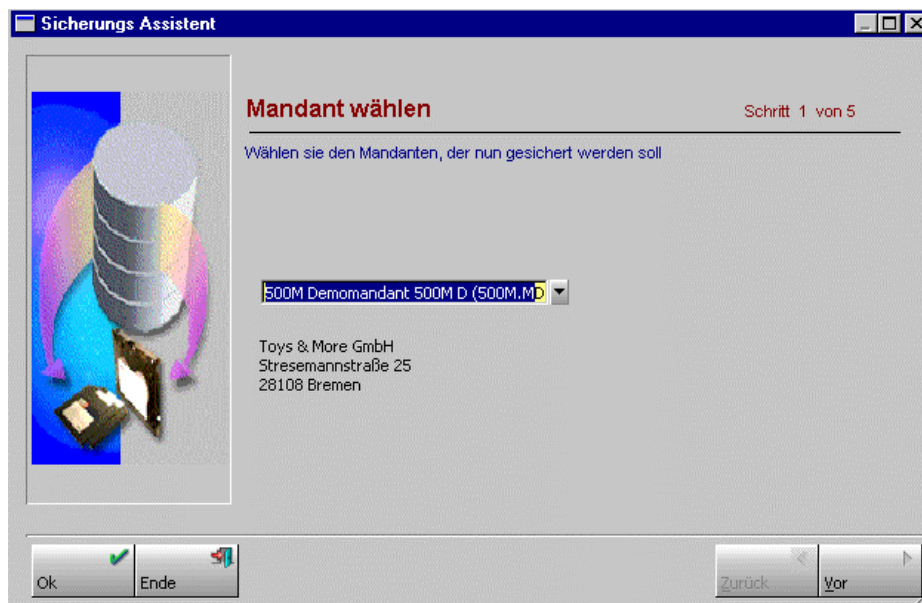 Sicherungs Assistent
Mandant wählen
Schritt 1 von 5
Wählen sie den Mandanten, der nun gesichert werden soll
500M Demomandant 500M D (500M.MD
Toys & More GmbH
Stresemannstraße 25
28108 Bremen
Ok
Ende
Zurück
Vor